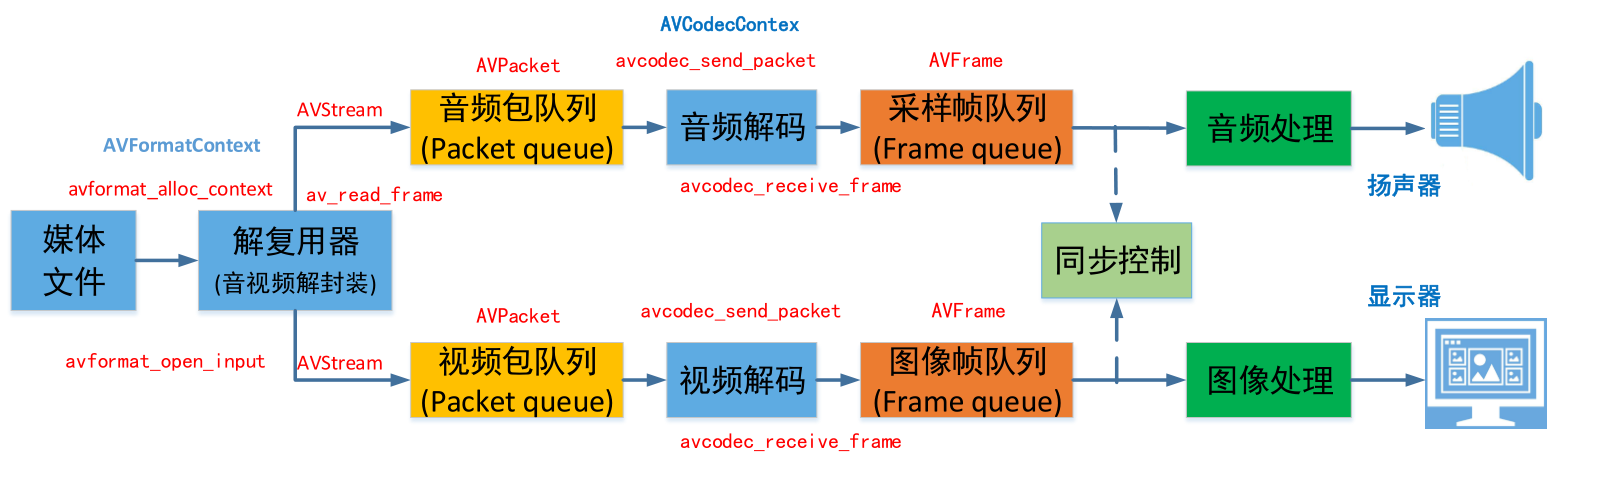 AVCodecContex
AVPacket
avcodec_send_packet
AVFrame
AVStream
音频包队列
(Packet queue)
音频解码
采样帧队列
(Frame queue)
音频处理
AVFormatContext
avformat_alloc_context
av_read_frame
avcodec_receive_frame
扬声器
媒体
文件
解复用器
(音视频解封装)
同步控制
显示器
AVPacket
avcodec_send_packet
AVFrame
avformat_open_input
AVStream
视频包队列
(Packet queue)
视频解码
图像帧队列
(Frame queue)
图像处理
avcodec_receive_frame